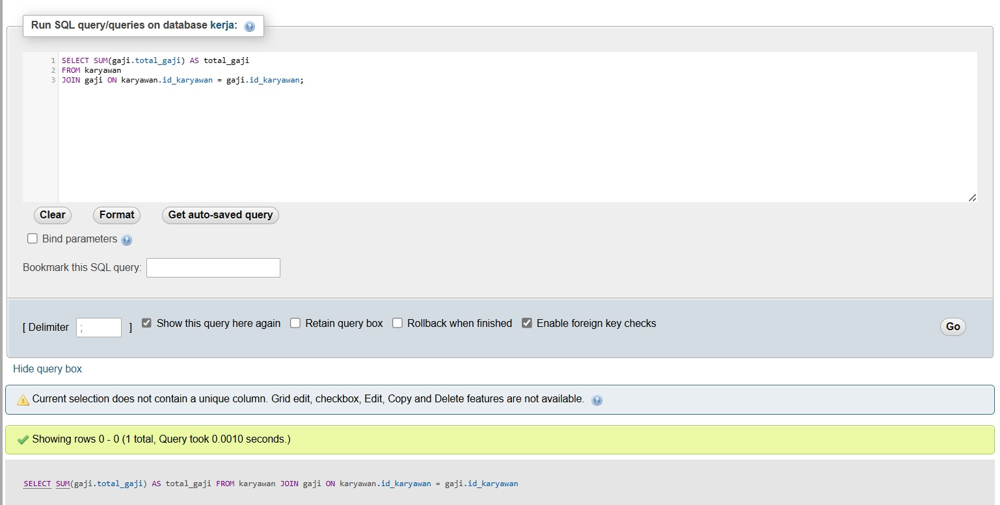 Run SQL query/queries on database kerja:
1 SELECT SUM(gaji.total_gaji) AS total_gaji
2 FROM karyawan
3 JOIN gaji ON karyawan.id_karyawan = gaji.id_karyawan;
Clear Format Get auto-saved query
Bind parameters
Bookmark this SQL query:
[ Delimiter ; ] Show this query here again Retain query box Rollback when finished Enable foreign key checks Go
Hide query box
Current selection does not contain a unique column. Grid edit, checkbox, Edit, Copy and Delete features are not available.
Showing rows 0 - 0 (1 total, Query took 0.0010 seconds.)
SELECT SUM(gaji.total_gaji) AS total_gaji FROM karyawan JOIN gaji ON karyawan.id_karyawan = gaji.id_karyawan